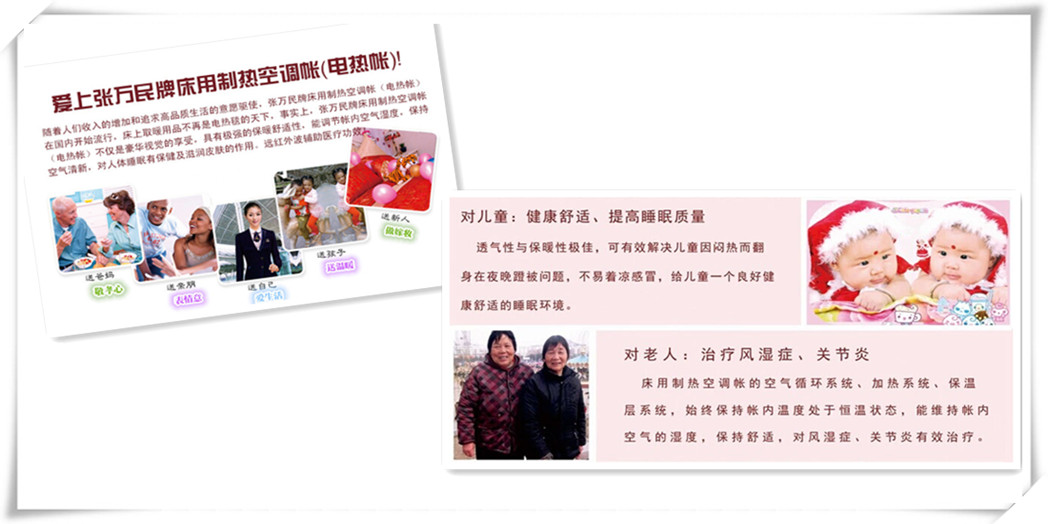 爱上张万民牌床用制热空调帐(电热帐)!
随着人们收入的增加和追求高品质生活的意愿驱使，张万民牌床用制热空调帐（电热帐）
在国内开始流行。床上取暖用品不再是电热毯的天下，事实上，张万民牌床用制热空调帐
（电热帐）不仅是豪华视觉的享受，具有极强的保暖舒适性，能调节帐内空气湿度，保持
空气清新，对人体睡眠有保健及滋润皮肤的作用、远红外波辅助医疗功效。
送爸妈
敬孝心
送亲朋
表情意
送自己
爱生活
送孩子
送温暖
送新人
做嫁妆
对儿童：健康舒适、提高睡眠质量
透气性与保暖性极佳，可有效解决儿童因闷热而翻
身在夜晚蹬被问题，不易着凉感冒，给儿童一个良好健
康舒适的睡眠环境。
对老人：治疗风湿症、关节炎
床用制热空调帐的空气循环系统、加热系统、保温
层系统，始终保持帐内温度处于恒温状态，能维持帐内
空气的湿度，保持舒适，对风湿症、关节炎有效治疗。